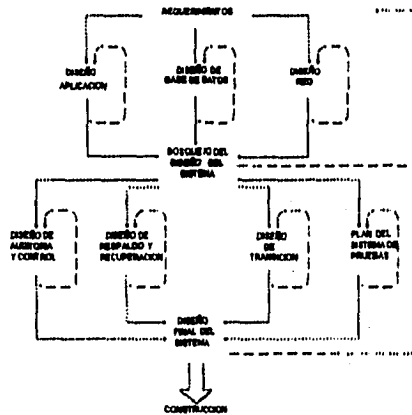 REQUERIMIENTOS
DISEÑO
APLICACION
DISEÑO DE
BASE DE DATOS
DISEÑO
RED
BOSQUEJO DEL
DISEÑO DEL
SISTEMA
DISEÑO DE
AUDITORIA
Y CONTROL
DISEÑO DE
RESPALDO Y
RECUPERACION
DISEÑO
DE
TRANSICION
PLAN DEL
SISTEMA DE
PRUEBAS
DISEÑO
FINAL DEL
SISTEMA
CONSTRUCCION